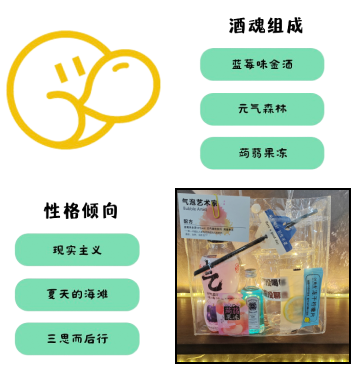 酒魂组成
蓝莓味金酒
元气森林
蒟蒻果冻
性格倾向
现实主义
夏天的海滩
三思而后行
气泡艺术家
配方